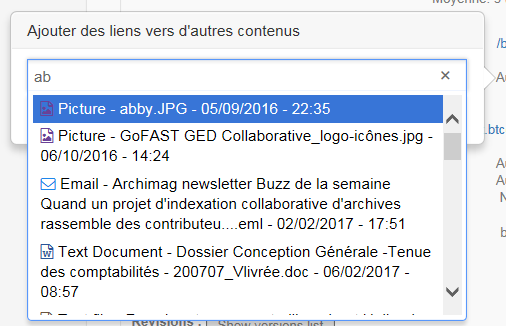 Moyenne: 5
Ajouter des liens vers d'autres contenus
ab
Picture - abby.JPG - 05/09/2016 - 22:35
Picture - GoFAST GED Collaborative_logo-icônes.jpg -
06/10/2016 - 14:24
Email - Archimag newsletter Buzz de la semaine
Quand un projet d'indexation collaborative d'archives
rassemble des contributeu....eml - 02/02/2017 - 17:51
Text Document - Dossier Conception Générale -Tenue
des comptabilités - 200707_Vlivrée.doc - 06/02/2017 -
08:57
.btc
Show versions list